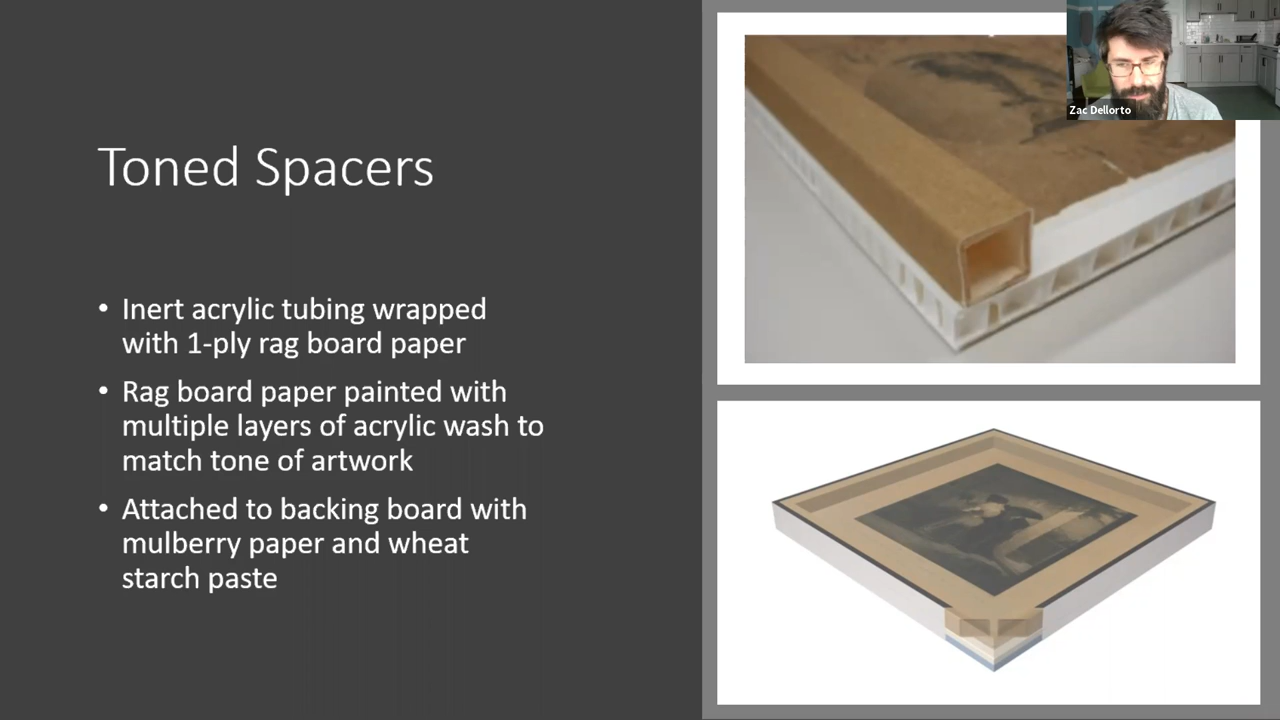 Zac Dellorto
Toned Spacers
• Inert acrylic tubing wrapped
with 1-ply rag board paper
• Rag board paper painted with
multiple layers of acrylic wash to
match tone of artwork
• Attached to backing board with
mulberry paper and wheat
starch paste